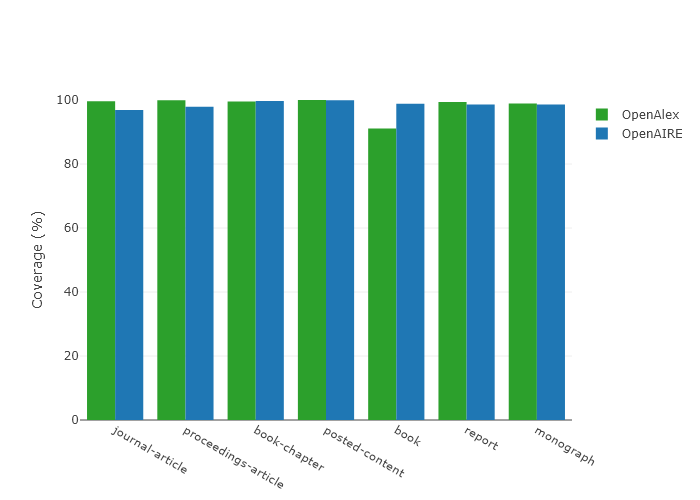 100
80
60
40
20
0
Coverage (%)
journal-article
proceedings-article
book-chapter
posted-content
book
report
monograph
OpenAlex
OpenAIRE